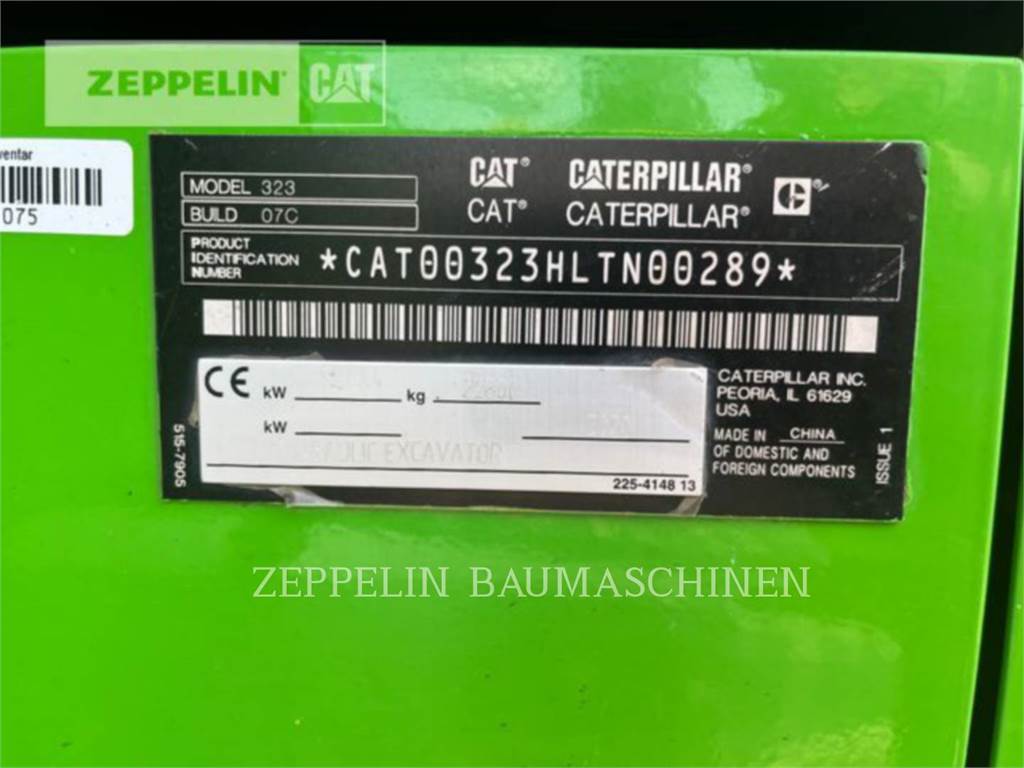 ZEPPELIN CAT
ventar
075
MODEL 323
BUILD 07C
CAT® CATERPILLAR®
CAT® CATERPILLAR®
PRODUCT IDENTIFICATION NUMBER
*CAT00323HLTN00289*
CE kW kg
kW
EXCAVATOR
225-4148 13
515-7905
CATERPILLAR INC.
PEORIA, IL 61629
USA
MADE IN CHINA
OF DOMESTIC AND
FOREIGN COMPONENTS
ISSUE 1
ZEPPELIN BAUMASCHINEN